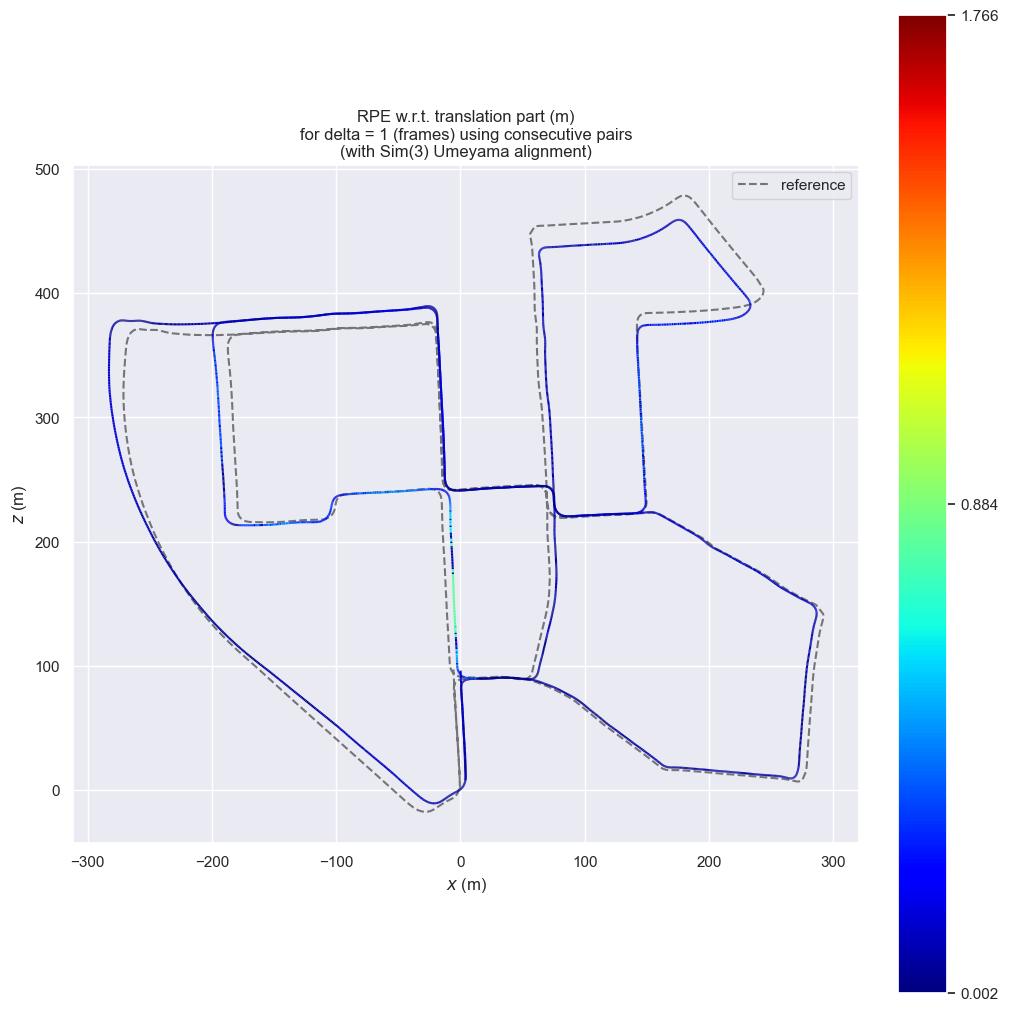 RPE w.r.t. translation part (m)
for delta = 1 (frames) using consecutive pairs
(with Sim(3) Umeyama alignment)
reference
500
400
300
200
100
0
z (m)
−300
−200
−100
0
100
200
300
x (m)
1.766
0.884
0.002